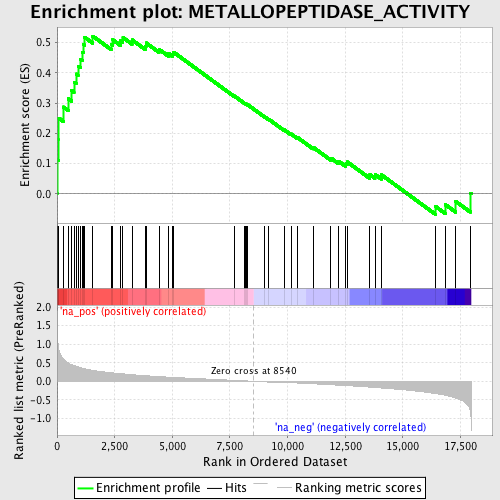 Enrichment plot: METALLOPEPTIDASE_ACTIVITY
Enrichment score (ES)
0.5
0.4
0.3
0.2
0.1
0.0
'na_pos' (positively correlated)
Ranked list metric (PreRanked)
2.0
1.5
1.0
0.5
0.0
-0.5
-1.0
Zero cross at 8540
'na_neg' (negatively correlated)
0 2,500 5,000 7,500 10,000 12,500 15,000 17,500
Rank in Ordered Dataset
Enrichment profile Hits Ranking metric scores